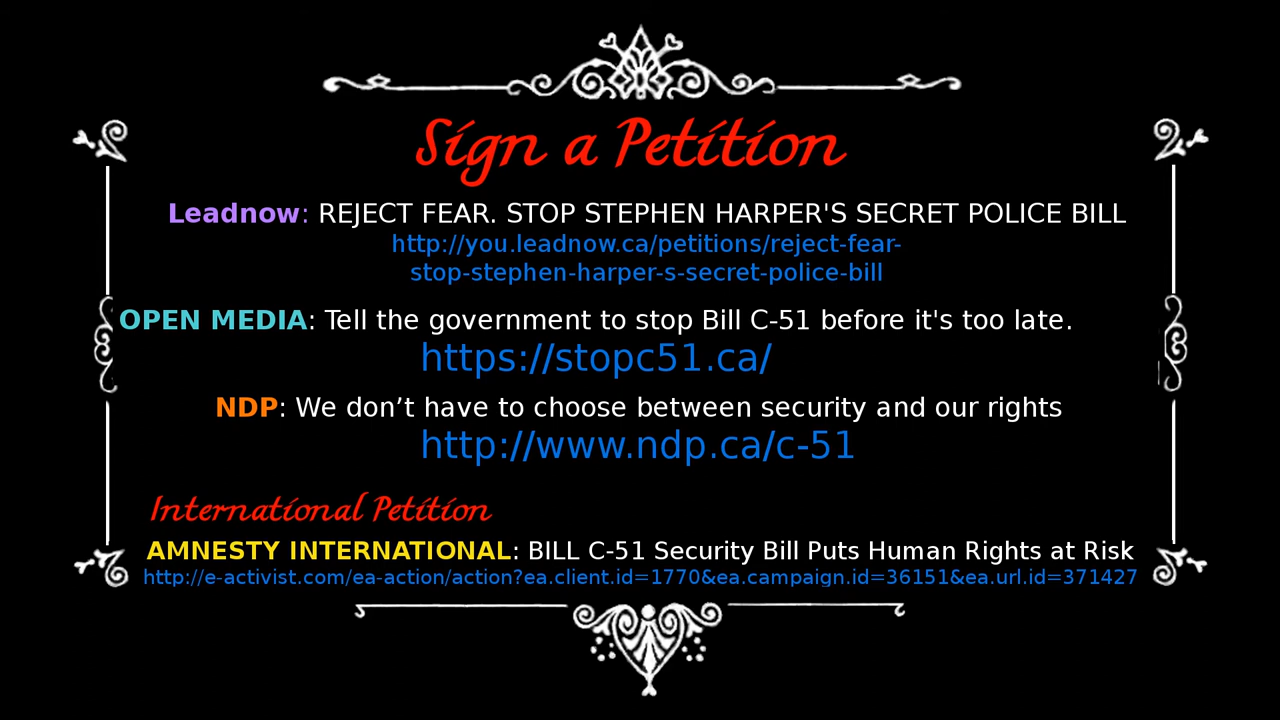 Sign a Petition
Leadnow: REJECT FEAR. STOP STEPHEN HARPER'S SECRET POLICE BILL
http://you.leadnow.ca/petitions/reject-fear-
stop-stephen-harper-s-secret-police-bill
OPEN MEDIA: Tell the government to stop Bill C-51 before it's too late.
https://stopc51.ca/
NDP: We don’t have to choose between security and our rights
http://www.ndp.ca/c-51
International Petition
AMNESTY INTERNATIONAL: BILL C-51 Security Bill Puts Human Rights at Risk
http://e-activist.com/ea-action/action?ea.client.id=1770&ea.campaign.id=36151&ea.url.id=371427